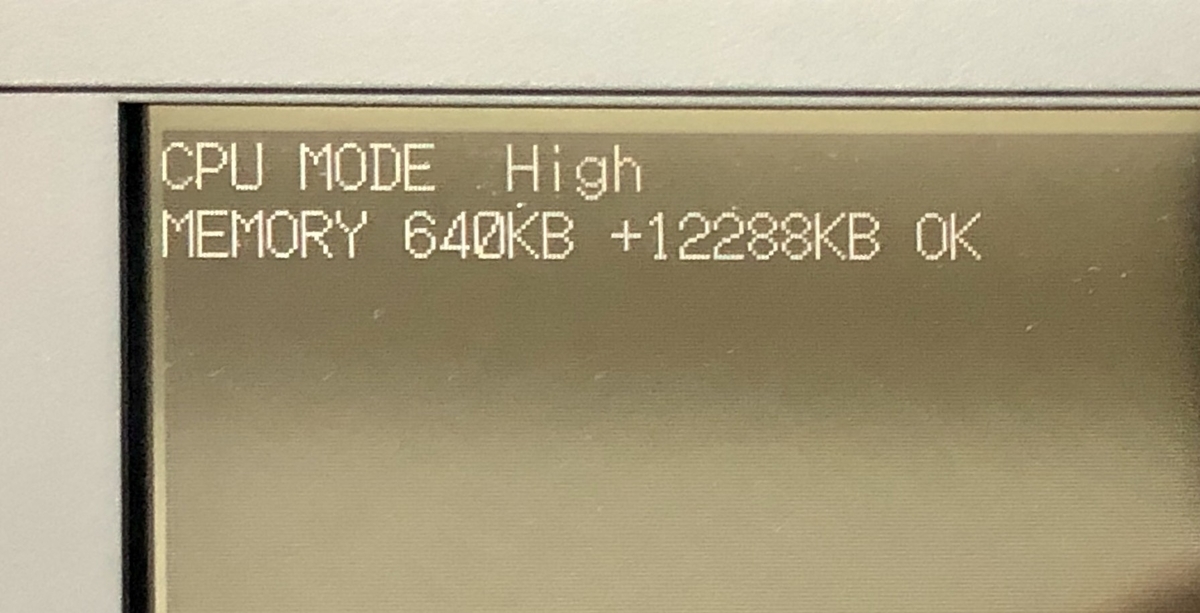 CPU MODE  High
MEMORY 640KB +12288KB OK